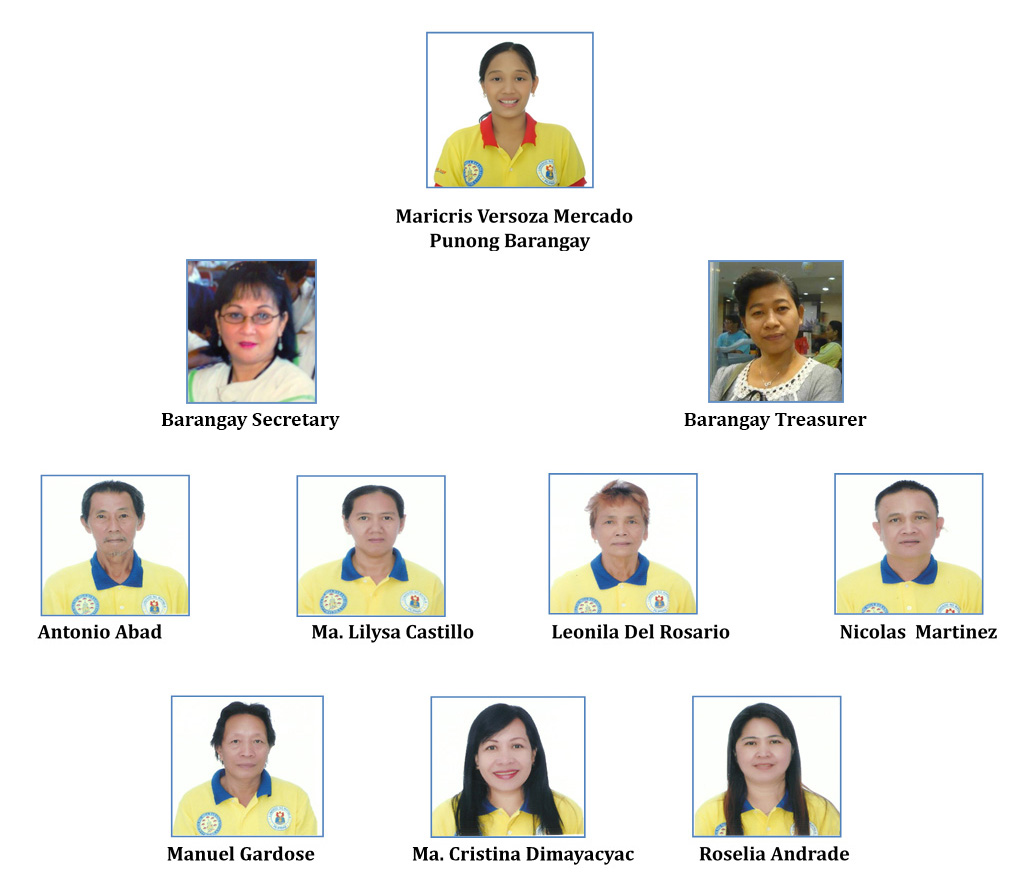 Maricris Versoza Mercado
Punong Barangay
Barangay Secretary
Barangay Treasurer
Antonio Abad
Ma. Lilysa Castillo
Leonila Del Rosario
Nicolas  Martinez
Manuel Gardose
Ma. Cristina Dimayacyac
Roselia Andrade